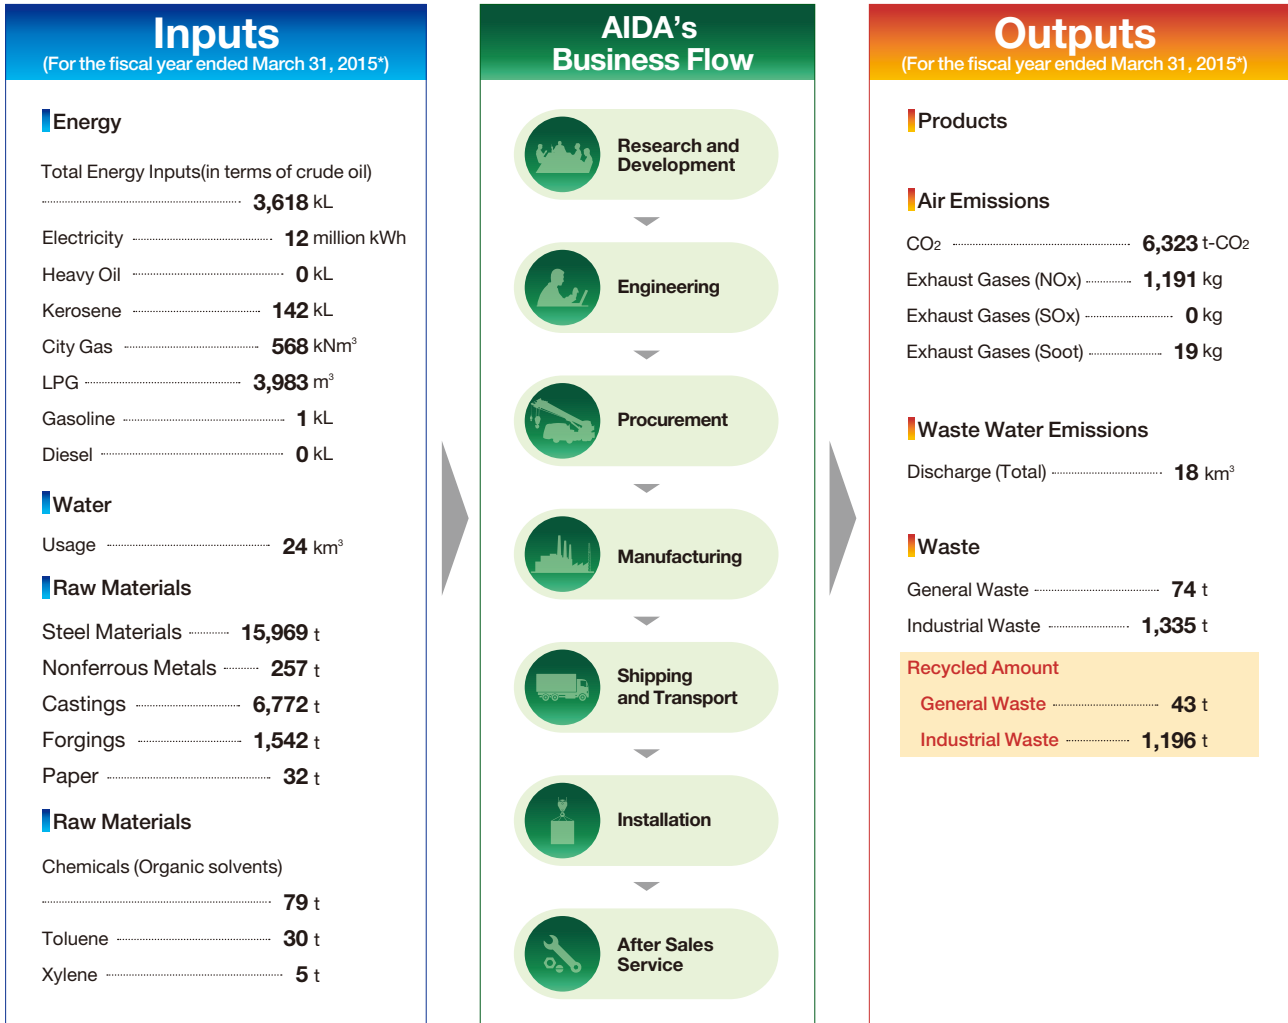 Inputs
(For the fiscal year ended March 31, 2015*)
Energy
Total Energy Inputs(in terms of crude oil)
3,618 kL
Electricity 12 million kWh
Heavy Oil 0 kL
Kerosene 142 kL
City Gas 568 kNm³
LPG 3,983 m³
Gasoline 1 kL
Diesel 0 kL
Water
Usage 24 km³
Raw Materials
Steel Materials 15,969 t
Nonferrous Metals 257 t
Castings 6,772 t
Forgings 1,542 t
Paper 32 t
Raw Materials
Chemicals (Organic solvents)
79 t
Toluene 30 t
Xylene 5 t
AIDA's
Business Flow
Research and
Development
Engineering
Procurement
Manufacturing
Shipping
and Transport
Installation
After Sales
Service
Outputs
(For the fiscal year ended March 31, 2015*)
Products
Air Emissions
CO₂ 6,323 t-CO₂
Exhaust Gases (NOx) 1,191 kg
Exhaust Gases (SOx) 0 kg
Exhaust Gases (Soot) 19 kg
Waste Water Emissions
Discharge (Total) 18 km³
Waste
General Waste 74 t
Industrial Waste 1,335 t
Recycled Amount
General Waste 43 t
Industrial Waste 1,196 t